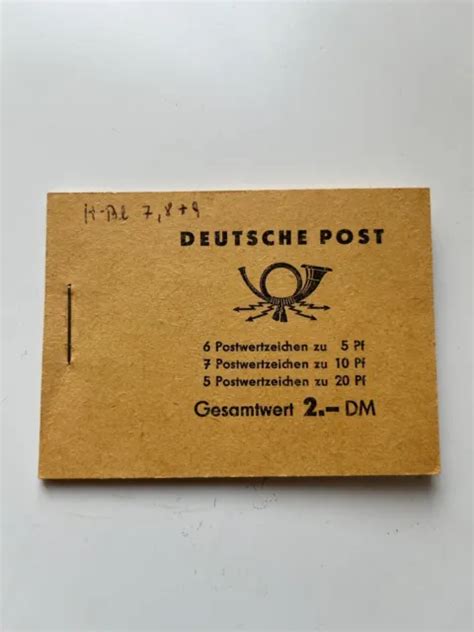 H-Bl 7, 8+9
DEUTSCHE POST
6 Postwertzeichen zu 5 Pf
7 Postwertzeichen zu 10 Pf
5 Postwertzeichen zu 20 Pf
Gesamtwert 2.– DM